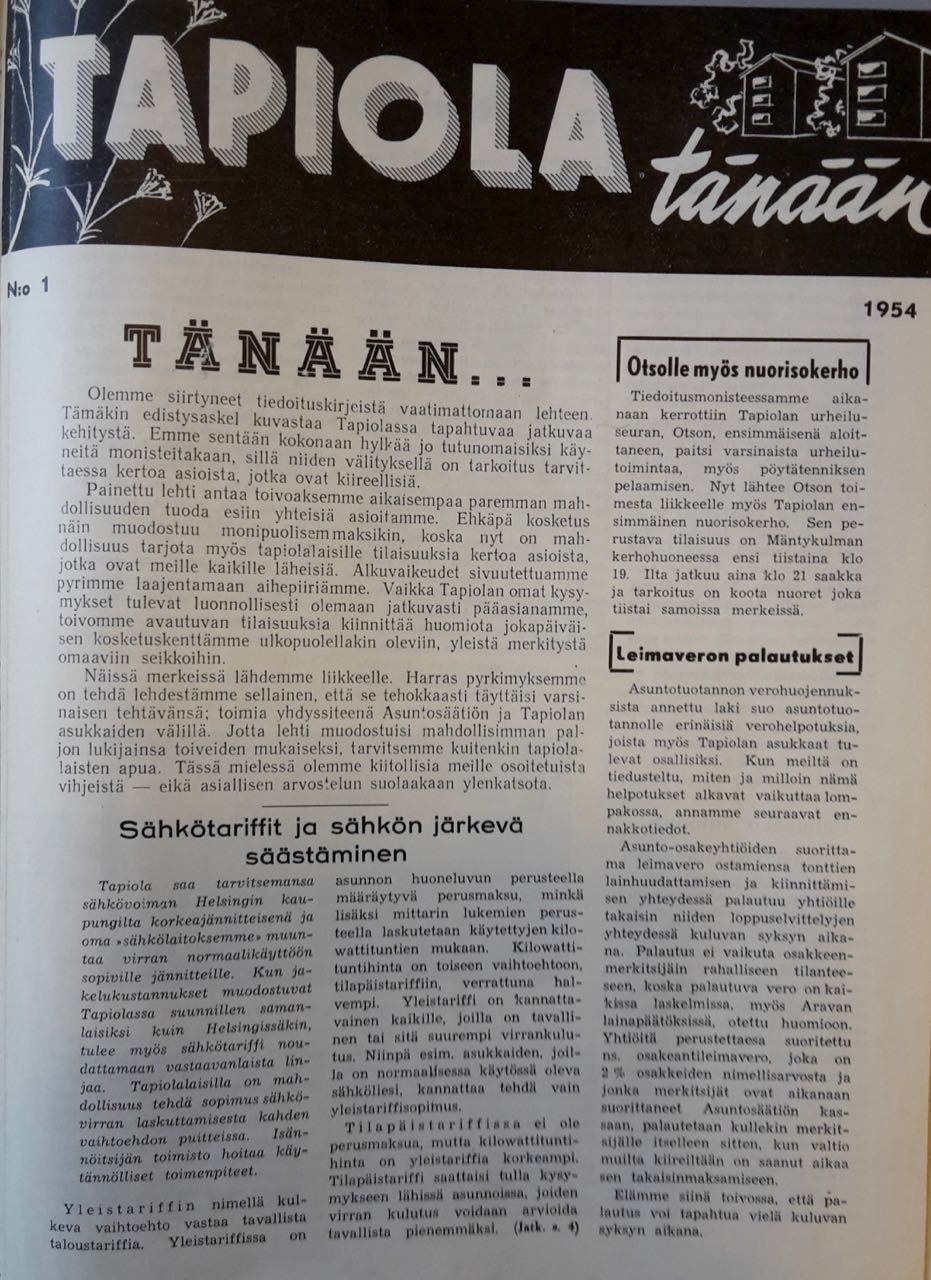 TAPIOLA
tänään
N:o 1
1954
TÄNÄÄN...
Olemme siirtyneet tiedoituskirjeistä vaatimattomaan lehteen.
Tämäkin edistysaskel kuvastaa Tapiolassa tapahtuvaa jatkuvaa
kehitystä. Emme sentään kokonaan hylkää jo tutunomaisiksi käy-
neitä monisteitakaan, sillä niiden välityksellä on tarkoitus tarvit-
taessa kertoa asioista, jotka ovat kiireellisiä.
Painettu lehti antaa toivoaksemme aikaisempaa paremman mah-
dollisuuden tuoda esiin yhteisiä asioitamme. Ehkäpä kosketus
näin muodostuu monipuolisemmaksikin, koska nyt on mah-
dollisuus tarjota myös tapiolalaisille tilaisuuksia kertoa asioista,
jotka ovat meille kaikille läheisiä. Alkuvaikeudet sivuutettuamme
pyrimme laajentamaan aihepiiriämme. Vaikka Tapiolan omat kysy-
mykset tulevat luonnollisesti olemaan jatkuvasti pääasianamme,
toivomme avautuvan tilaisuuksia kiinnittää huomiota jokapäiväi-
sen kosketuskenttämme ulkopuolellakin oleviin, yleistä merkitystä
omaaviin seikkoihin.
Näissä merkeissä lähdemme liikkeelle. Harras pyrkimyksemme
on tehdä lehdestämme sellainen, että se tehokkaasti täyttäisi varsi-
naisen tehtävänsä; toimia yhdyssiteenä Asuntosäätiön ja Tapiolan
asukkaiden välillä. Jotta lehti muodostuisi mahdollisimman pal-
jon lukijainsa toiveiden mukaiseksi, tarvitsemme kuitenkin tapiola-
laisten apua. Tässä mielessä olemme kiitollisia meille osoitetuista
vihjeistä — eikä asiallisen arvostelun suolaakaan ylenkatsota.
Sähkötariffit ja sähkön järkevä
säästäminen
Tapiola saa tarvitsemansa
sähkövoiman Helsingin kau-
pungilta korkeajännitteisenä ja
oma »sähkölaitoksemme» muun-
taa virran normaalikäyttöön
sopiville jännitteille. Kun ja-
kelukustannukset muodostuvat
Tapiolassa suunnilleen saman-
laisiksi kuin Helsingissäkin,
tulee myös sähkötariffi nou-
dattamaan vastaavanlaista lin-
jaa. Tapiolalaisilla on mah-
dollisuus tehdä sopimus sähkö-
virran laskuttamisesta kahden
vaihtoehdon puitteissa. Isän-
nöitsijän toimisto hoitaa käy-
tännölliset toimenpiteet.
Yleistariffin nimellä kul-
keva vaihtoehto vastaa tavallista
taloustariffia. Yleistariffissa on
asunnon huoneluvun perusteella
määräytyvä perusmaksu, minkä
lisäksi mittarin lukemien perus-
teella laskutetaan käytettyjen kilo-
wattituntien mukaan. Kilowatti-
tuntihinta on toiseen vaihtoehtoon,
tilapäistariffiin, verrattuna hal-
vempi. Yleistariffi on kannatta-
vainen kaikille, joilla on tavalli-
nen tai sitä suurempi virrankulu-
tus. Niinpä esim. asukkaiden, joil-
la on normaalisessa käytössä oleva
sähköliesi, kannattaa tehdä vain
yleistariffisopimus.
Tilapäistariffissa ei ole
perusmaksua, mutta kilowattitunti-
hinta on yleistariffia korkeampi.
Tilapäistariffi saattaisi tulla kysy-
mykseen lähissä asunnoissa, joiden
virran kulutus voidaan arvioida
tavallista pienemmäksi. (Jatk. s. 4)
Otsolle myös nuorisokerho
Tiedoitusmonisteessamme aika-
naan kerrottiin Tapiolan urheilu-
seuran, Otson, ensimmäisenä aloit-
taneen, paitsi varsinaista urheilu-
toimintaa, myös pöytätenniksen
pelaamisen. Nyt lähtee Otson toi-
mesta liikkeelle myös Tapiolan en-
simmäinen nuorisokerho. Sen pe-
rustava tilaisuus on Mäntykulman
kerhohuoneessa ensi tiistaina klo
19. Ilta jatkuu aina klo 21 saakka
ja tarkoitus on koota nuoret joka
tiistai samoissa merkeissä.
Leimaveron palautukset
Asuntotuotannon verohuojennuk-
sista annettu laki suo asuntotuo-
tannolle erinäisiä verohelpotuksia,
joista myös Tapiolan asukkaat tu-
levat osallisiksi. Kun meiltä on
tiedusteltu, miten ja milloin nämä
helpotukset alkavat vaikuttaa lom-
pakossa, annamme seuraavat en-
nakkotiedot.
Asunto-osakeyhtiöiden suoritta-
ma leimavero ostamiensa tonttien
lainhuudattamisen ja kiinnittämi-
sen yhteydessä palautuu yhtiöille
takaisin niiden loppuselvittelyjen
yhteydessä kuluvan syksyn aika-
na. Palautus ei vaikuta osakkeen-
merkitsijäin rahalliseen tilantee-
seen, koska palautuva vero on kai-
kissa laskelmissa, myös Aravan
lainapäätöksissä, otettu huomioon.
Yhtiöitä perustettaessa suoritettu
ns. osakeantileimavero, joka on
2 % osakkeiden nimellisarvosta ja
jonka merkitsijät ovat aikanaan
suorittaneet Asuntosäätiön kas-
saan, palautetaan kullekin merkit-
sijälle itselleen sitten, kun valtio
muilta kiireiltään on saanut aikaa
sen takaisinmaksamiseen.
Elämme siinä toivossa, että pa-
lautus voi tapahtua vielä kuluvan
syksyn aikana.